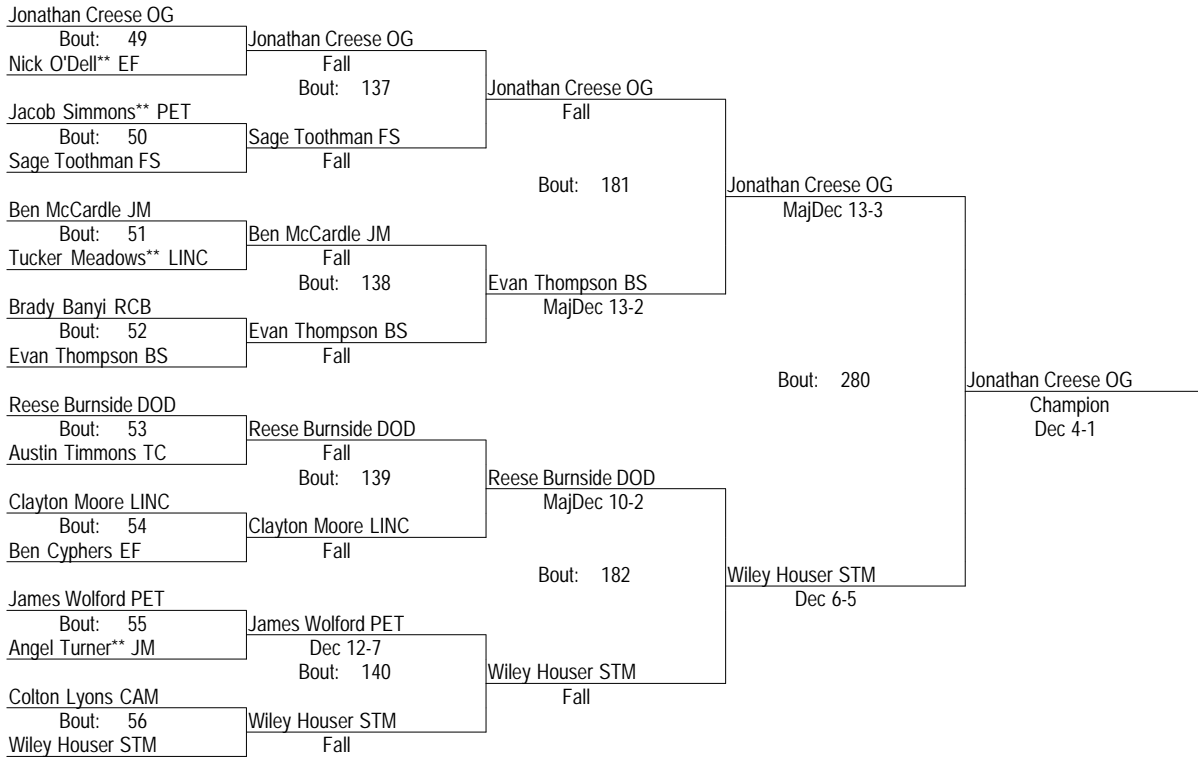 Jonathan Creese OG
Bout: 49
Nick O'Dell** EF
Jacob Simmons** PET
Bout: 50
Sage Toothman FS
Ben McCardle JM
Bout: 51
Tucker Meadows** LINC
Brady Banyi RCB
Bout: 52
Evan Thompson BS
Reese Burnside DOD
Bout: 53
Austin Timmons TC
Clayton Moore LINC
Bout: 54
Ben Cyphers EF
James Wolford PET
Bout: 55
Angel Turner** JM
Colton Lyons CAM
Bout: 56
Wiley Houser STM
Jonathan Creese OG
Fall
Bout: 137
Sage Toothman FS
Fall
Ben McCardle JM
Fall
Bout: 138
Evan Thompson BS
Fall
Reese Burnside DOD
Fall
Bout: 139
Clayton Moore LINC
Fall
James Wolford PET
Dec 12-7
Bout: 140
Wiley Houser STM
Fall
Jonathan Creese OG
Fall
Bout: 181
Evan Thompson BS
MajDec 13-2
Reese Burnside DOD
MajDec 10-2
Bout: 182
Wiley Houser STM
Fall
Jonathan Creese OG
MajDec 13-3
Bout: 280
Wiley Houser STM
Dec 6-5
Jonathan Creese OG
Champion
Dec 4-1